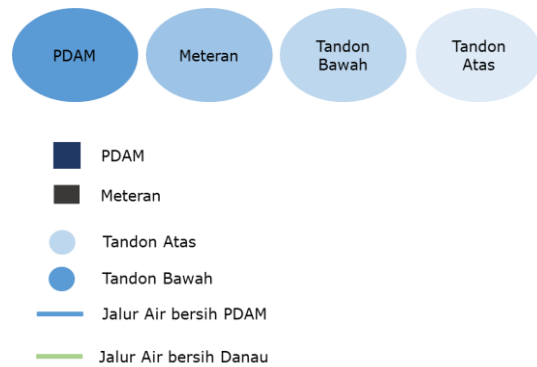 PDAM
Meteran
Tandon
Bawah
Tandon
Atas
PDAM
Meteran
Tandon Atas
Tandon Bawah
Jalur Air bersih PDAM
Jalur Air bersih Danau